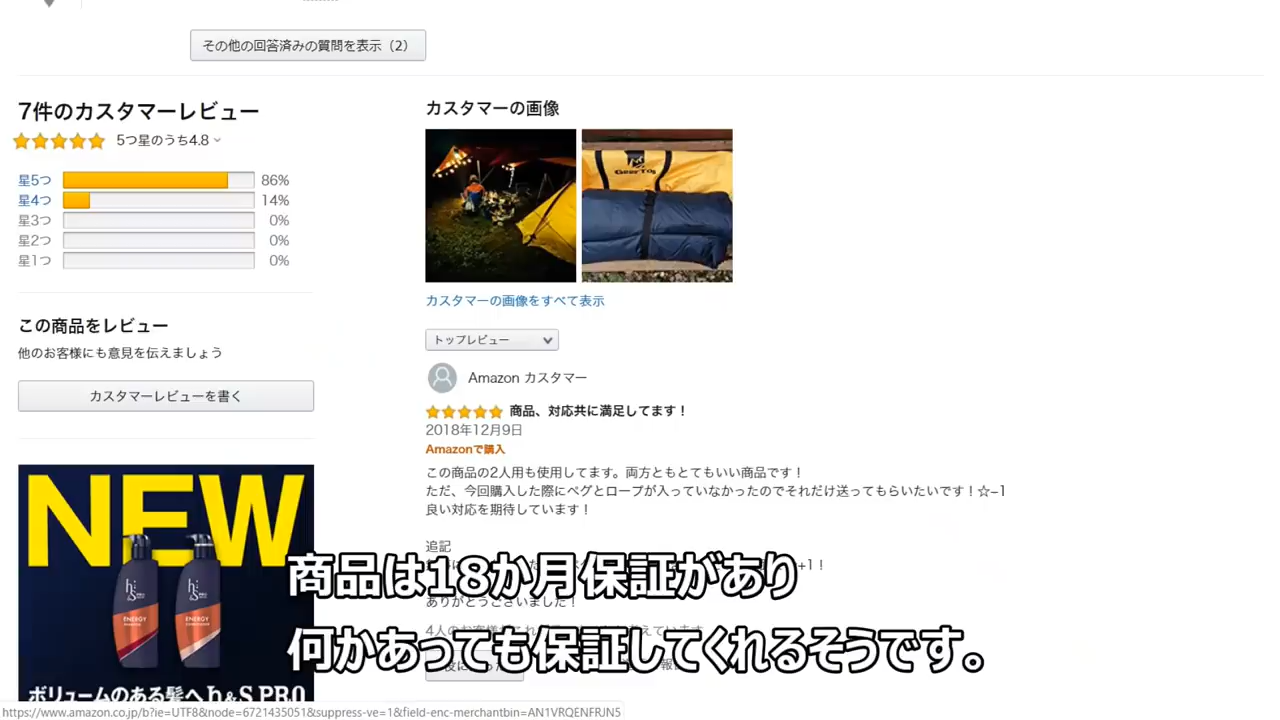 その他の回答済みの質問を表示（2）
7件のカスタマーレビュー
5つ星のうち4.8
星5つ 86%
星4つ 14%
星3つ 0%
星2つ 0%
星1つ 0%
この商品をレビュー
他のお客様にも意見を伝えましょう
カスタマーレビューを書く
NEW
h&s
ENERGY
h&s
ENERGY
ボリュームのある髪へ h&S PRO
カスタマーの画像
GeerTop
カスタマーの画像をすべて表示
トップレビュー
Amazon カスタマー
商品、対応共に満足してます！
2018年12月9日
Amazonで購入
この商品の2人用も使用してます。両方ともとてもいい商品です！
ただ、今回購入した際にペグとロープが入っていなかったのでそれだけ送ってもらいたいです！☆−1
良い対応を期待しています！
追記
+1！
ありがとうございました！
商品は18か月保証があり
何かあっても保証してくれるそうです。
https://www.amazon.co.jp/b?ie=UTF8&node=6721435051&suppress-ve=1&field-enc-merchantbin=AN1VRQENFRJN5